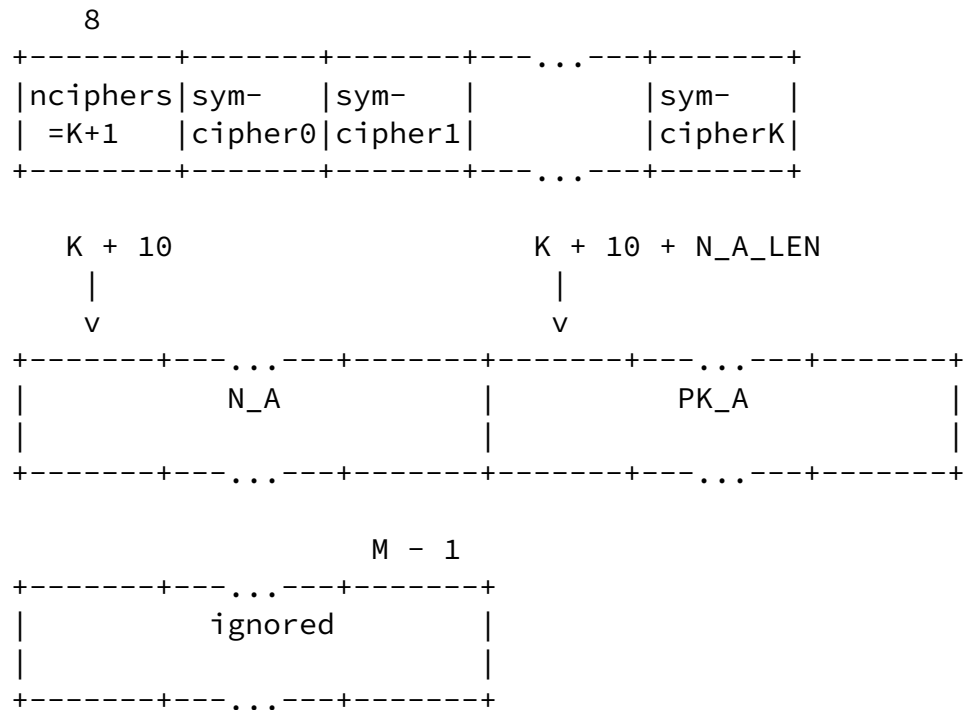 8
+--------+-------+-------+---...---+-------+
|nciphers|sym-   |sym-   |         |sym-   |
| =K+1   |cipher0|cipher1|         |cipherK|
+--------+-------+-------+---...---+-------+
K + 10                      K + 10 + N_A_LEN
|                           |
v                           v
+-------+---...---+-------+-------+---...---+-------+
|           N_A           |          PK_A           |
|                         |                         |
+-------+---...---+-------+-------+---...---+-------+
M - 1
+-------+---...---+-------+
|          ignored        |
|                         |
+-------+---...---+-------+